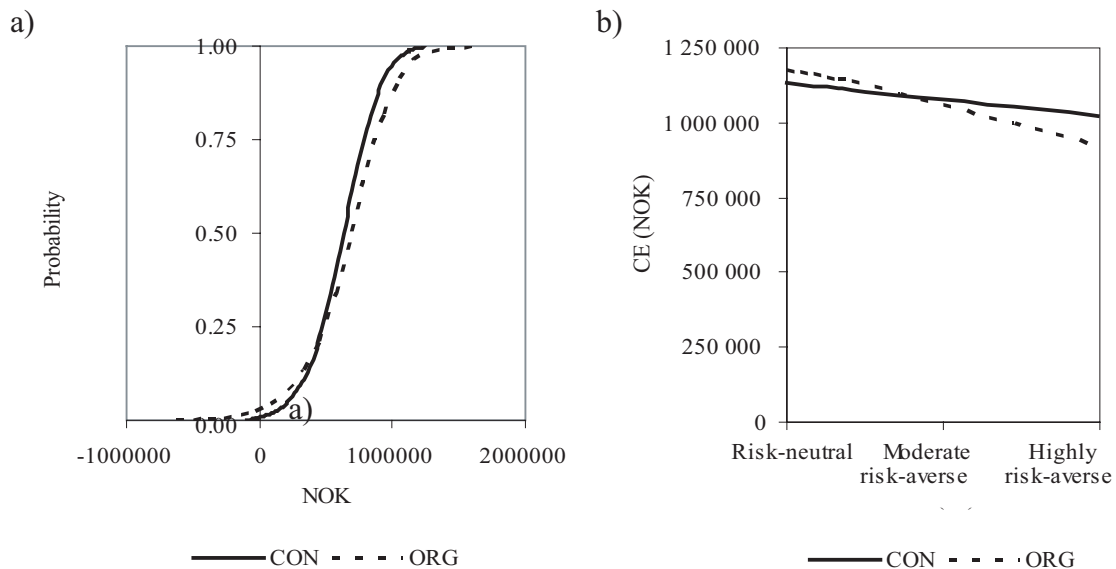 a)
1.00
0.75
0.50
0.25
0.00
a)
Probability
-1000000 0 1000000 2000000
NOK
CON ORG
b)
1 250 000
1 000 000
750 000
500 000
250 000
0
CE (NOK)
Risk-neutral Moderate Highly
risk-averse risk-averse
CON ORG